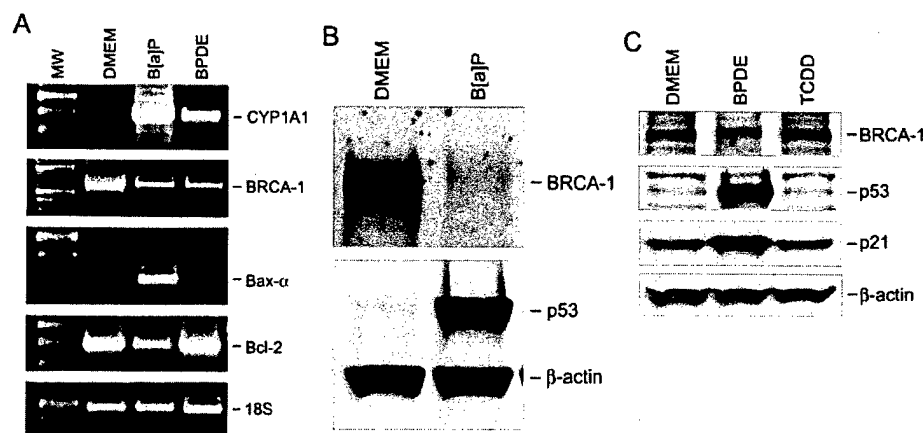 A
MW
DMEM
B[a]P
BPDE
CYP1A1
BRCA-1
Bax-α
Bcl-2
18S
B
DMEM
B[a]P
BRCA-1
p53
β-actin
C
DMEM
BPDE
TCDD
BRCA-1
p53
p21
β-actin